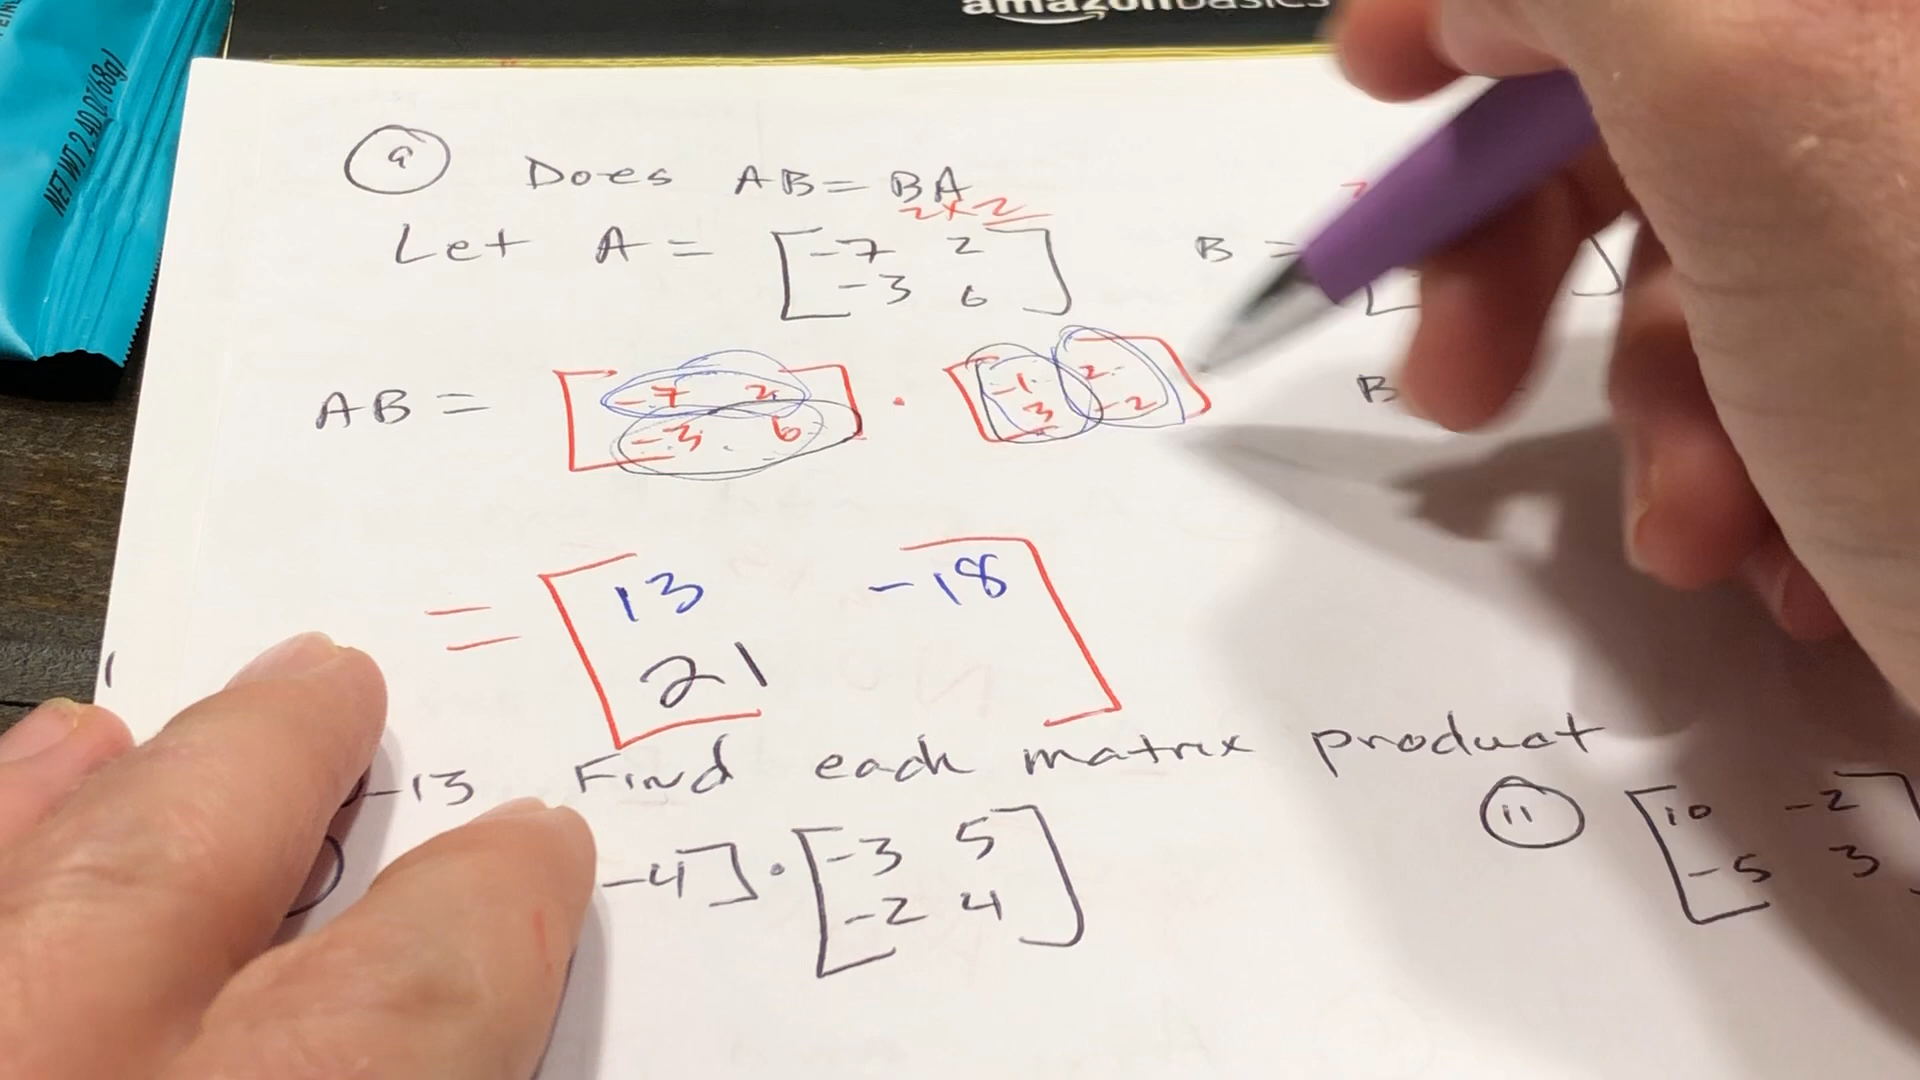 amazonbasics
NET WT 2.40 OZ (68g)
9 Does AB = BA
2x2
Let A = [-7 2 B =
-3 6]
AB = [-7 2 · [-1 2 B
-3 6] 3 -2]
= [13 -18
21 ]
-13 Find each matrix product
-4] · [-3 5 11 [10 -2
-2 4] -5 3